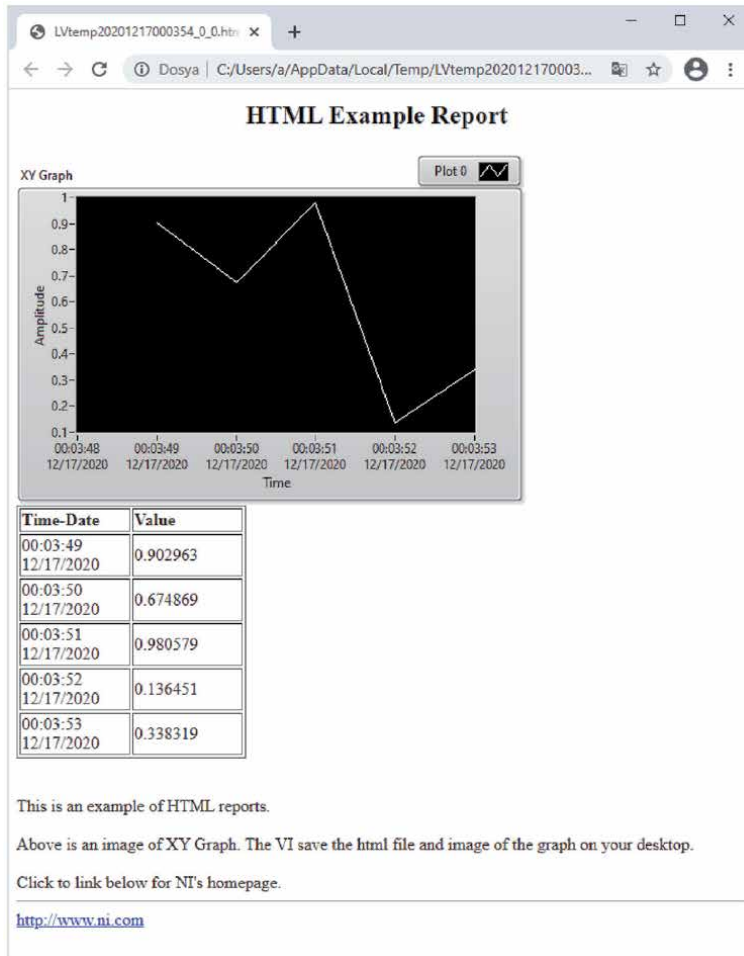 LVtemp20201217000354_0_0.htm
Dosya | C:/Users/a/AppData/Local/Temp/LVtemp202012170003...
HTML Example Report
XY Graph
Plot 0
1
0.9
0.8
0.7
0.6
0.5
0.4
0.3
0.2
0.1
Amplitude
00:03:48 00:03:49 00:03:50 00:03:51 00:03:52 00:03:53
12/17/2020 12/17/2020 12/17/2020 12/17/2020 12/17/2020 12/17/2020
Time
Time-Date Value
00:03:49
12/17/2020 0.902963
00:03:50
12/17/2020 0.674869
00:03:51
12/17/2020 0.980579
00:03:52
12/17/2020 0.136451
00:03:53
12/17/2020 0.338319
This is an example of HTML reports.
Above is an image of XY Graph. The VI save the html file and image of the graph on your desktop.
Click to link below for NI's homepage.
http://www.ni.com